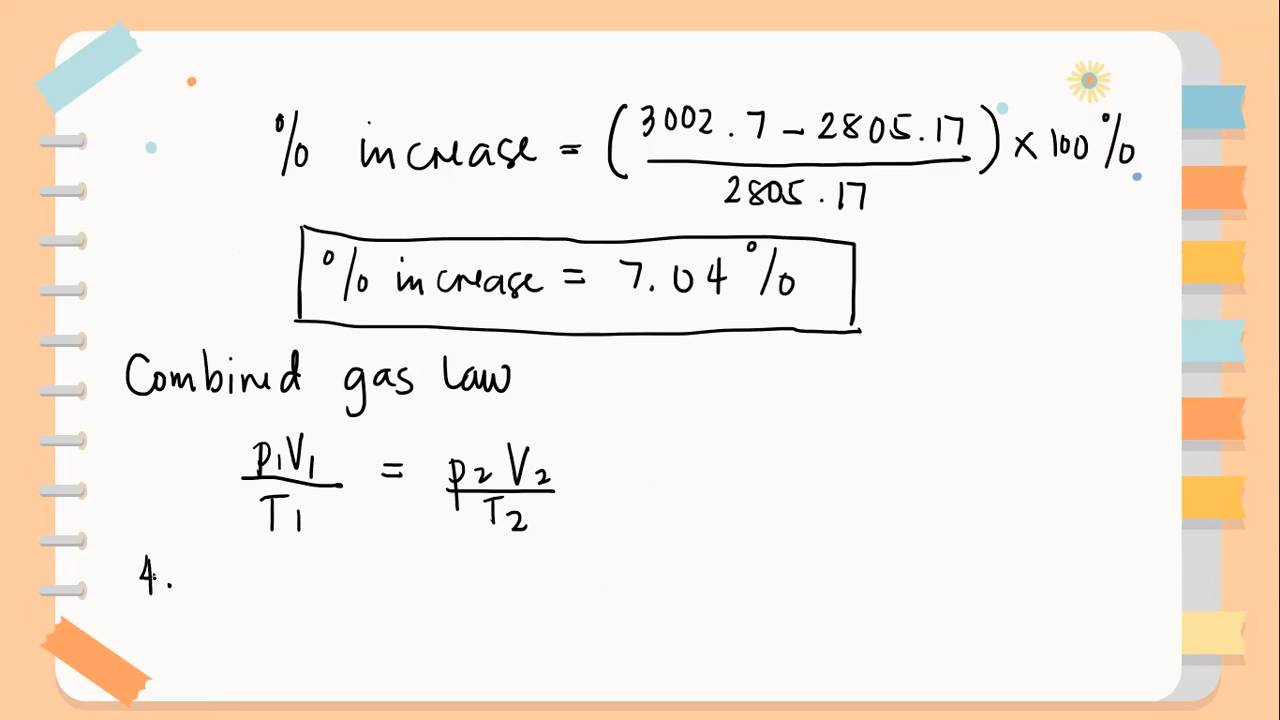 % increase = (3002.7 - 2805.17 / 2805.17) × 100%
% increase = 7.04%
Combined gas law
p1V1 / T1 = p2V2 / T2
4.